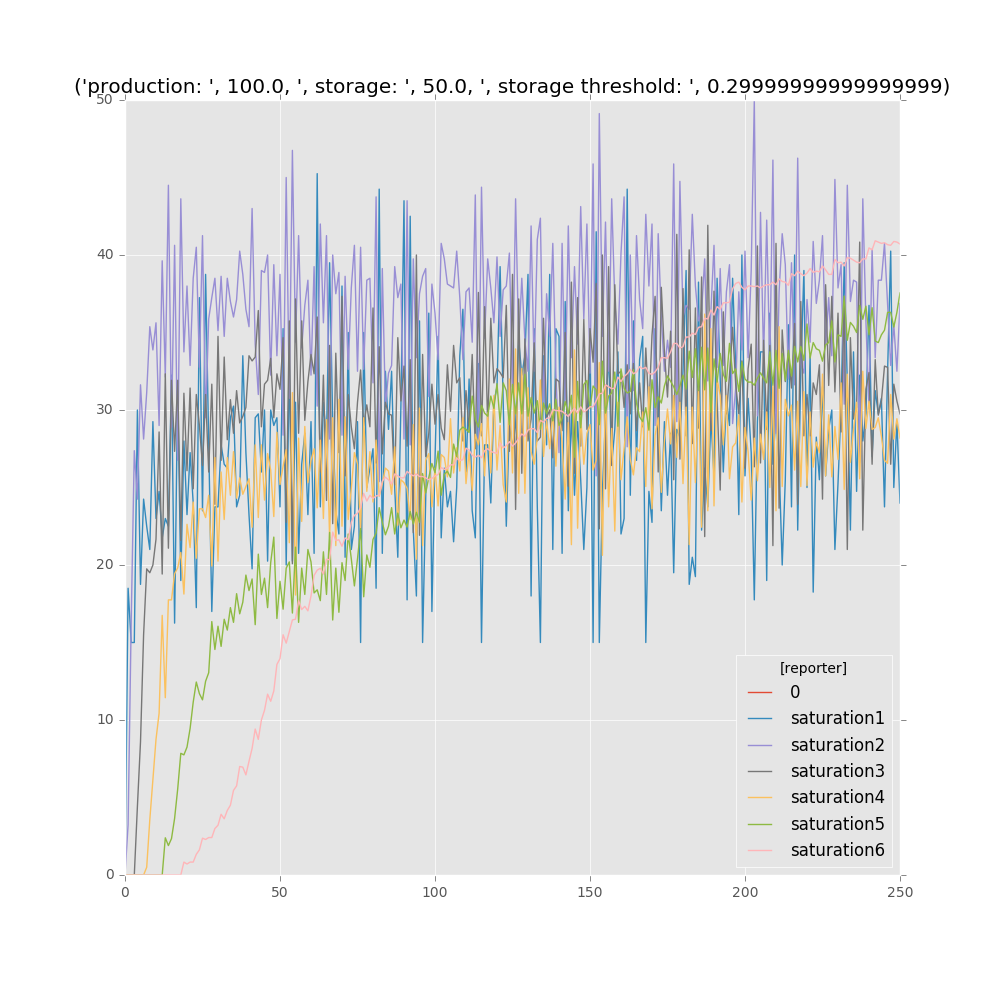 ('production: ', 100.0, ', storage: ', 50.0, ', storage threshold: ', 0.29999999999999999)
50
40
30
20
10
0
0 50 100 150 200 250
[reporter]
0
saturation1
saturation2
saturation3
saturation4
saturation5
saturation6